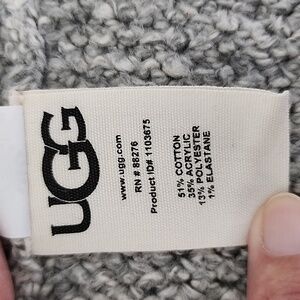 UGG
www.ugg.com
RN # 88276
Product ID# 1103675
51% COTTON
35% ACRYLIC
13% POLYESTER
1% ELASTANE